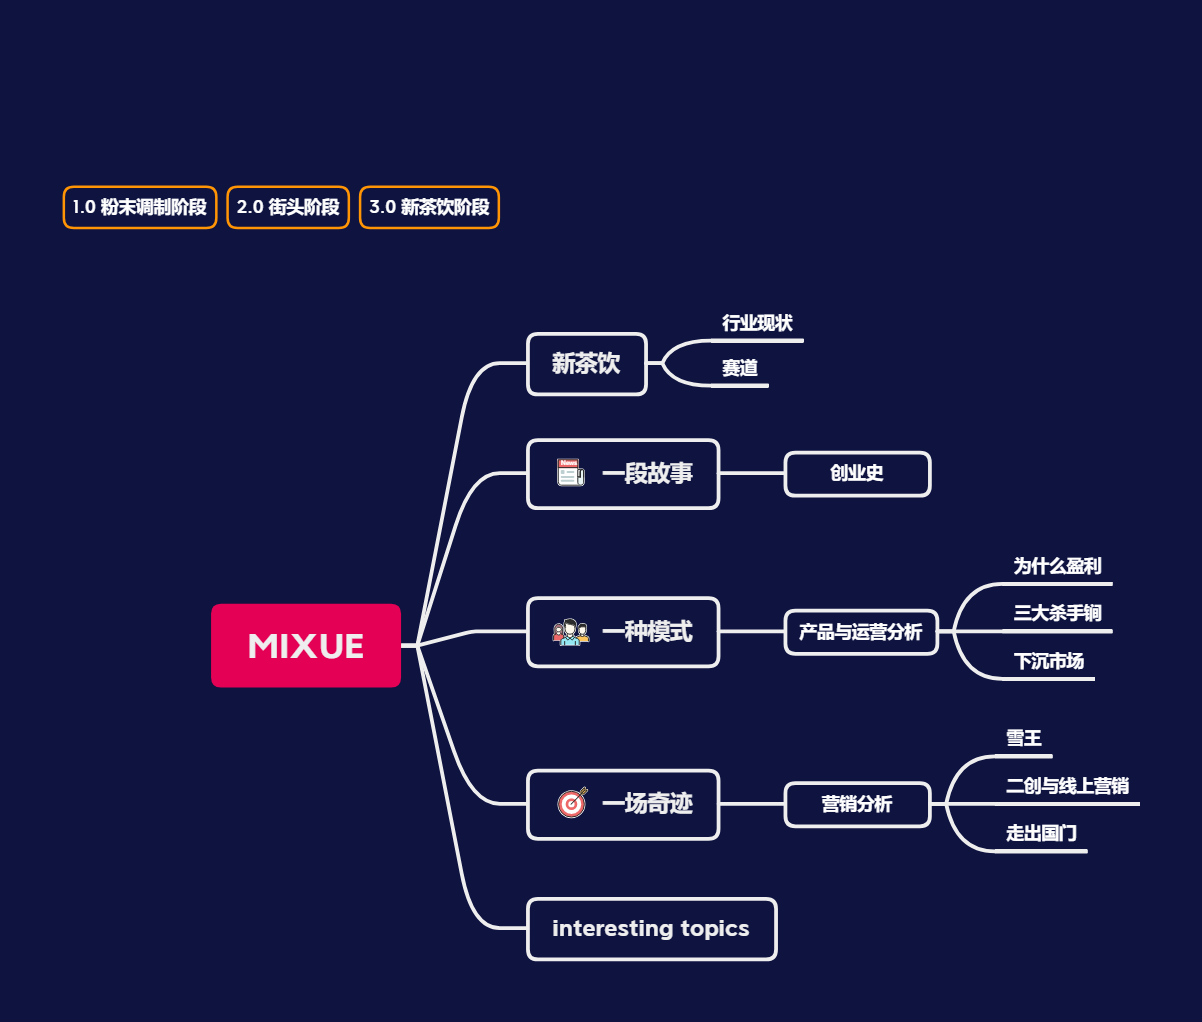 1.0 粉末调制阶段
2.0 街头阶段
3.0 新茶饮阶段
新茶饮
行业现状
赛道
News
一段故事
创业史
MIXUE
一种模式
产品与运营分析
为什么盈利
三大杀手锏
下沉市场
一场奇迹
营销分析
雪王
二创与线上营销
走出国门
interesting topics